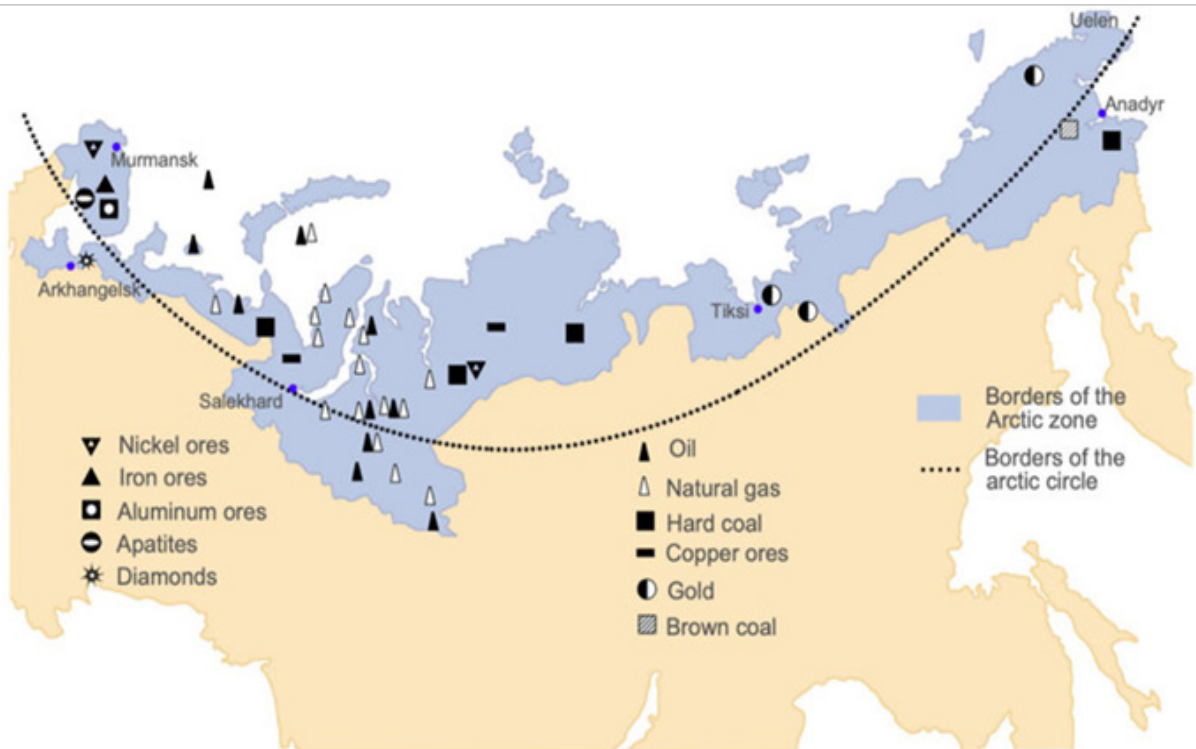 Uelen
Anadyr
Murmansk
Arkhangelsk
Tiksi
Salekhard
Nickel ores
Iron ores
Aluminum ores
Apatites
Diamonds
Oil
Natural gas
Hard coal
Copper ores
Gold
Brown coal
Borders of the
Arctic zone
Borders of the
arctic circle